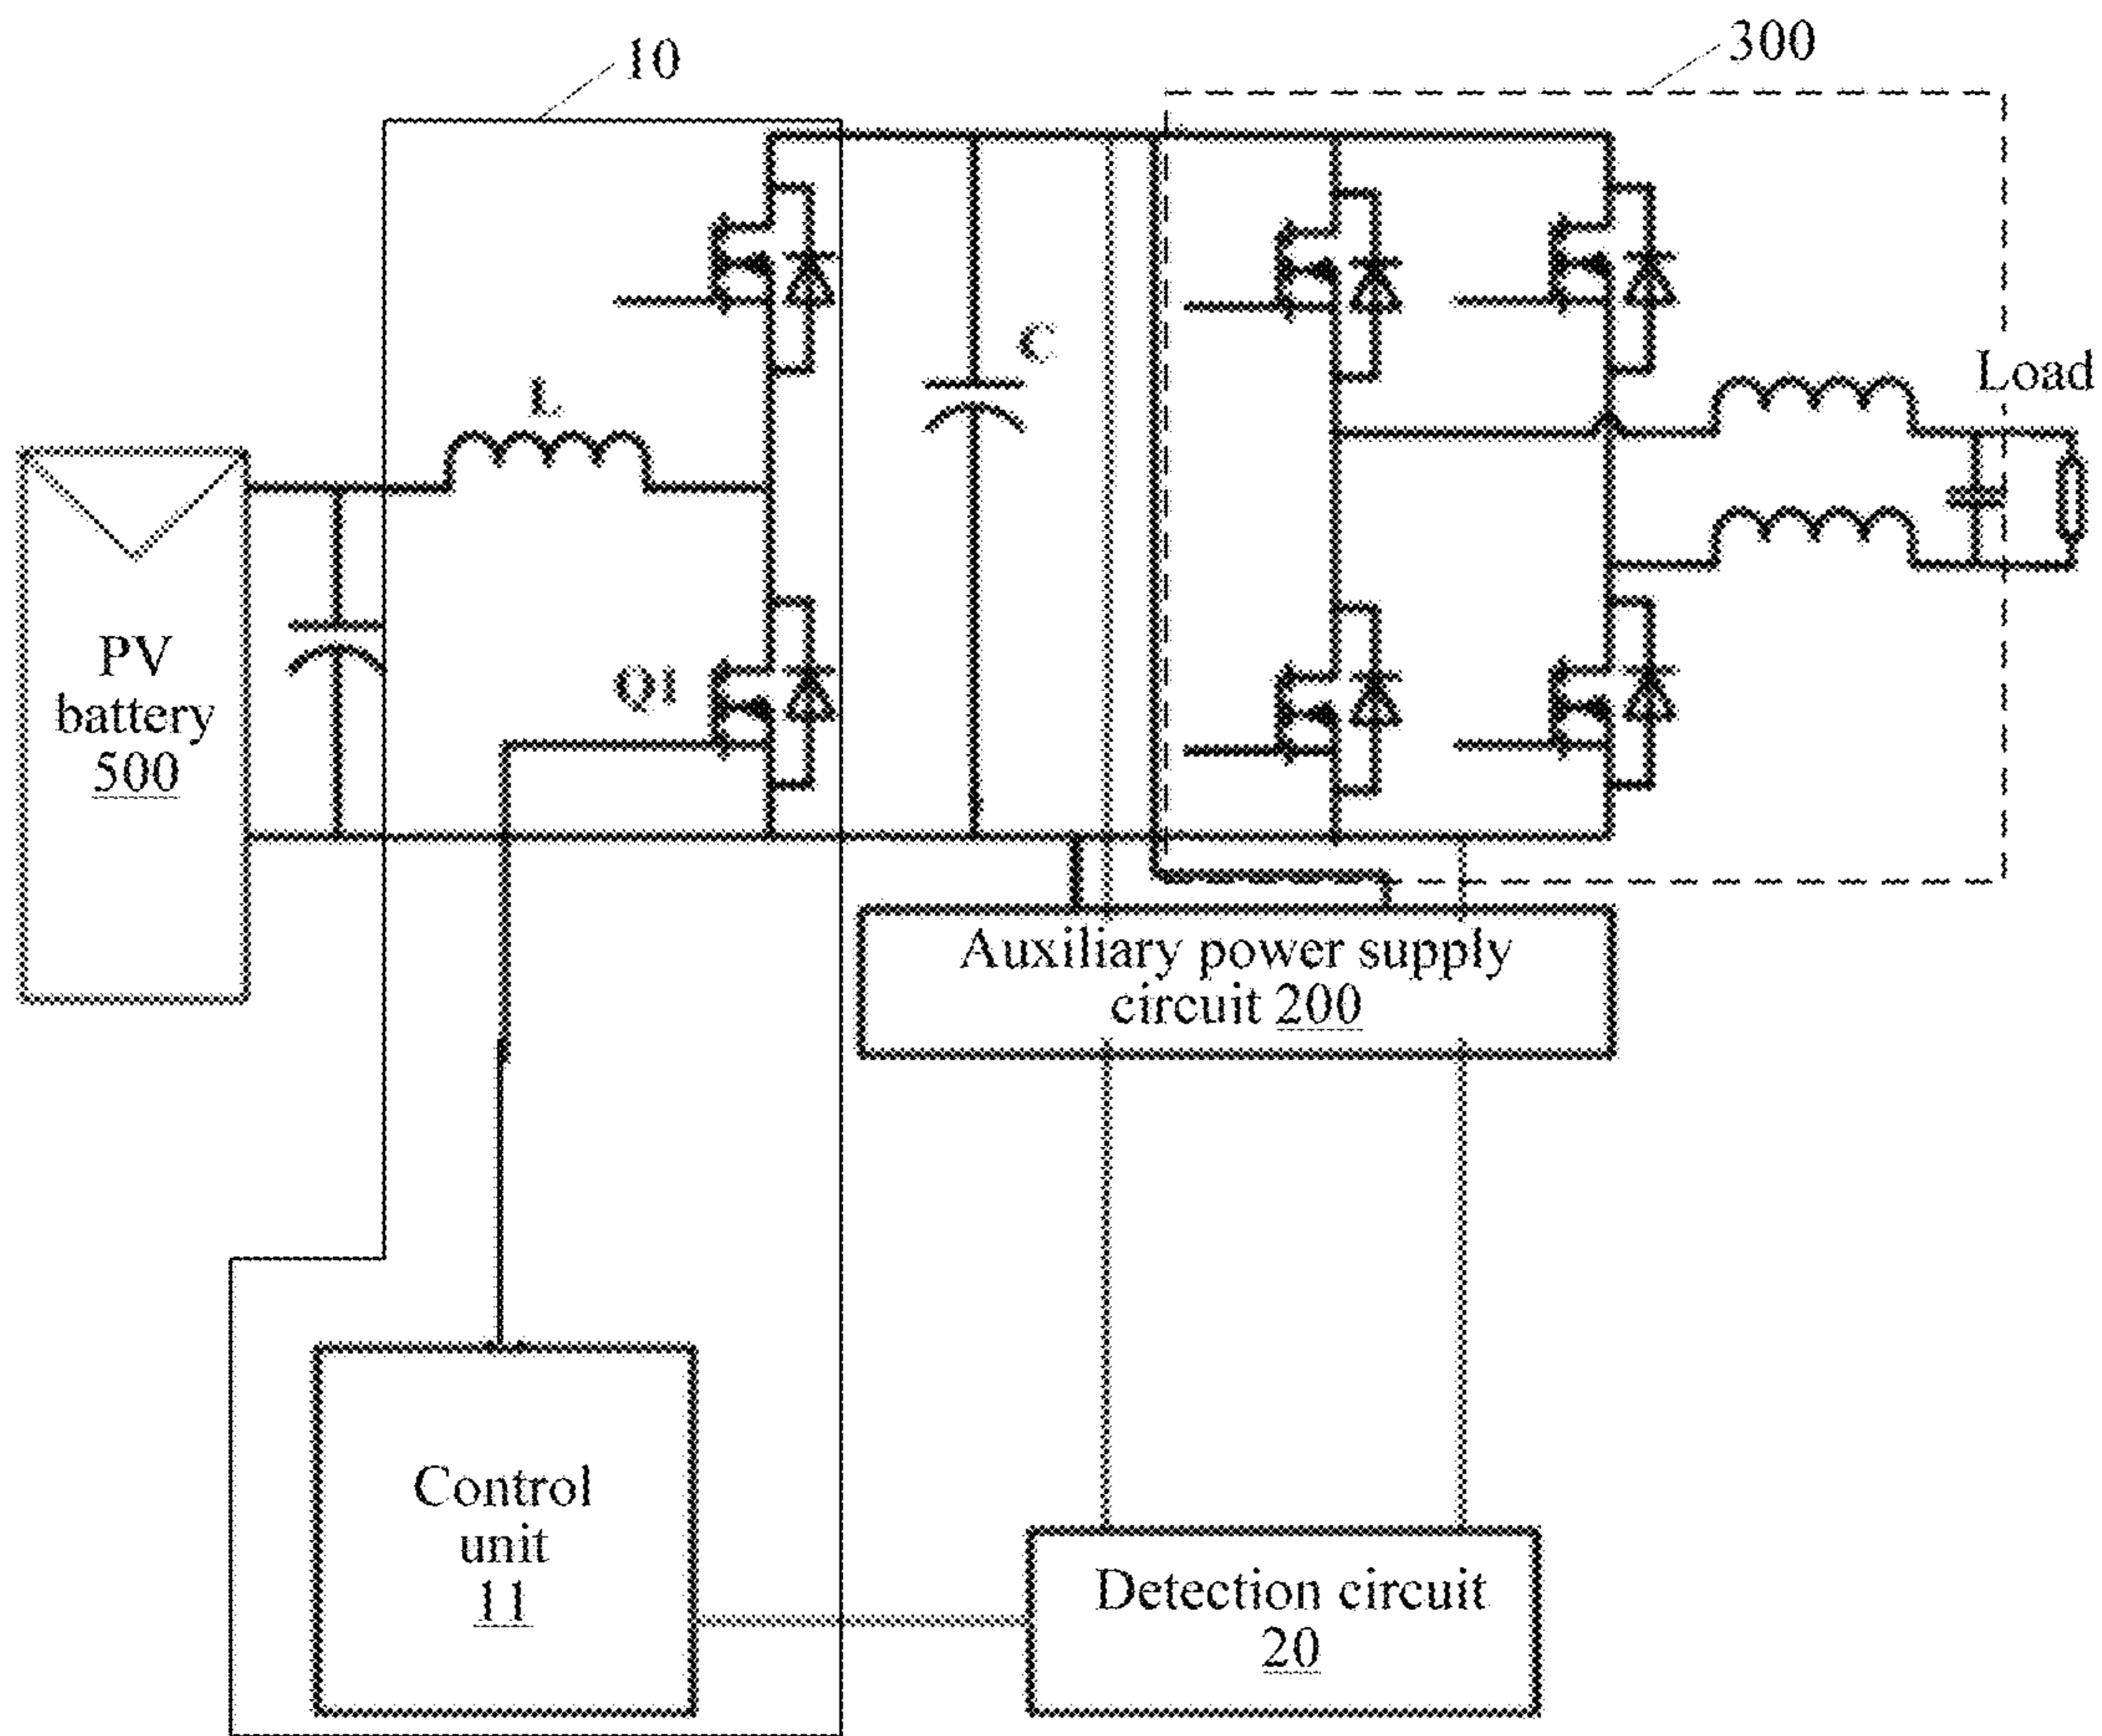 10
300
C
Load
L
PV
battery
500
Q1
Auxiliary power supply
circuit 200
Control
unit
11
Detection circuit
20